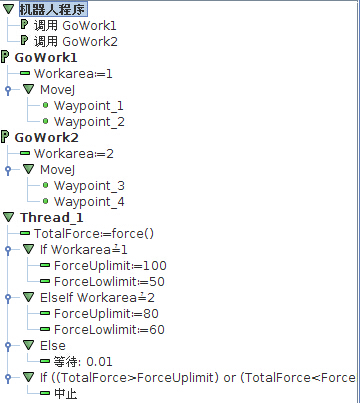 机器人程序
调用 GoWork1
调用 GoWork2
GoWork1
Workarea:=1
MoveJ
Waypoint_1
Waypoint_2
GoWork2
Workarea:=2
MoveJ
Waypoint_3
Waypoint_4
Thread_1
TotalForce:=force()
If Workarea≟1
ForceUplimit:=100
ForceLowlimit:=50
ElseIf Workarea≟2
ForceUplimit:=80
ForceLowlimit:=60
Else
等待: 0.01
If ((TotalForce>ForceUplimit) or (TotalForce<Force
中止